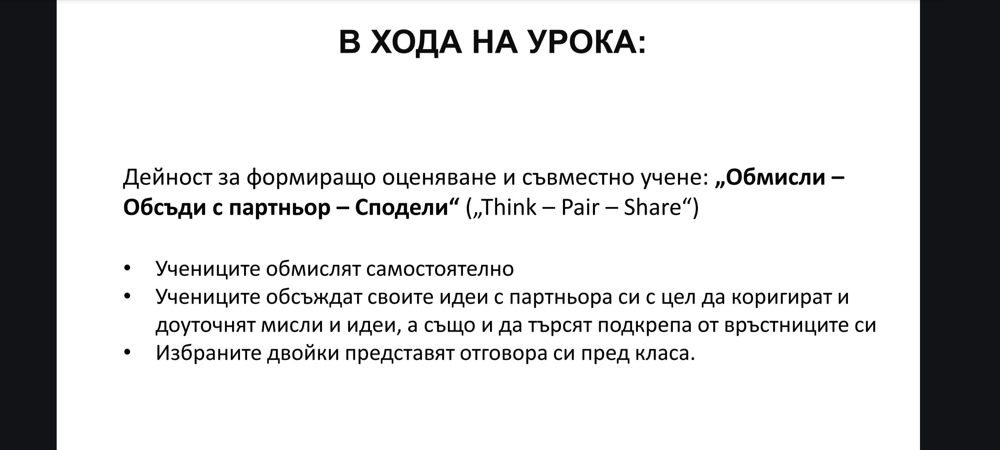 В ХОДА НА УРОКА:
Дейност за формиращо оценяване и съвместно учене: „Обмисли –
Обсъди с партньор – Сподели“ („Think – Pair – Share“)
• Учениците обмислят самостоятелно
• Учениците обсъждат своите идеи с партньора си с цел да коригират и
доуточнят мисли и идеи, а също и да търсят подкрепа от връстниците си
• Избраните двойки представят отговора си пред класа.